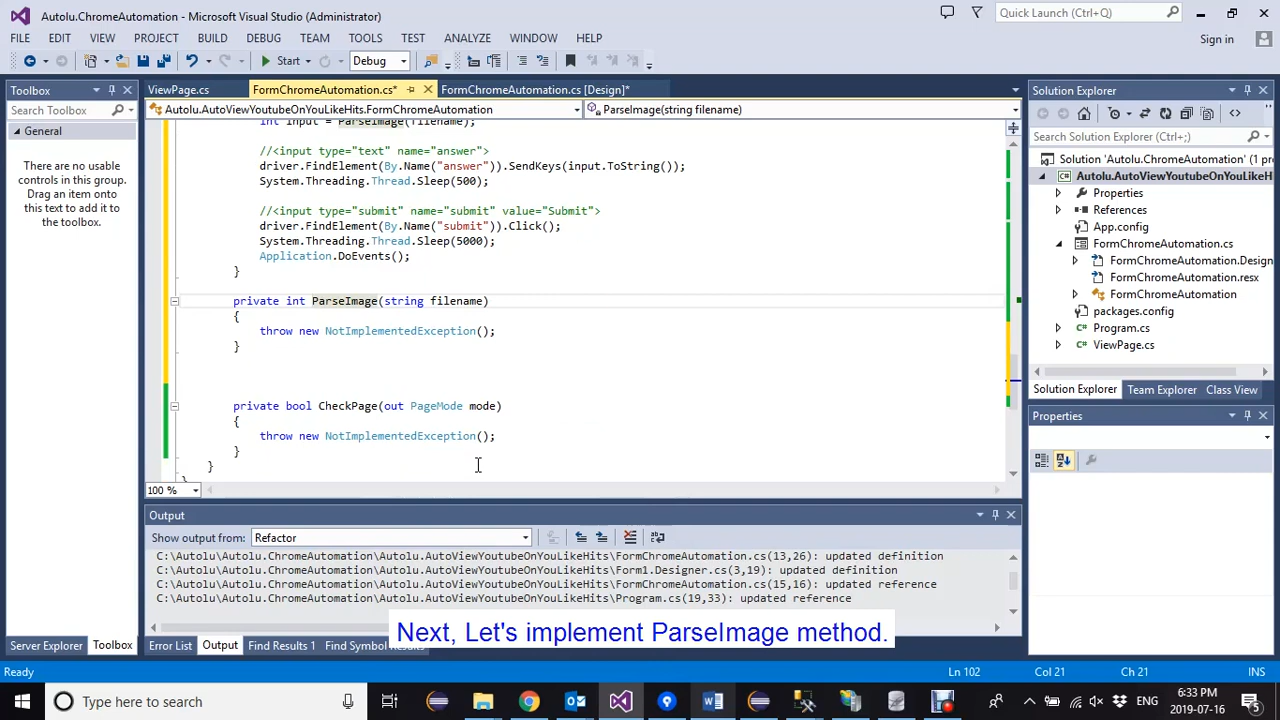 Autolu.ChromeAutomation - Microsoft Visual Studio (Administrator)
Quick Launch (Ctrl+Q)
FILE EDIT VIEW PROJECT BUILD DEBUG TEAM TOOLS TEST ANALYZE WINDOW HELP
Sign in
Start Debug
Toolbox
Search Toolbox
General
There are no usable
controls in this group.
Drag an item onto
this text to add it to
the toolbox.
Server Explorer Toolbox
ViewPage.cs FormChromeAutomation.cs* FormChromeAutomation.cs [Design]*
Autolu.AutoViewYoutubeOnYouLikeHits.FormChromeAutomation ParseImage(string filename)
int input = ParseImage(filename);
//<input type="text" name="answer">
driver.FindElement(By.Name("answer")).SendKeys(input.ToString());
System.Threading.Thread.Sleep(500);
//<input type="submit" name="submit" value="Submit">
driver.FindElement(By.Name("submit")).Click();
System.Threading.Thread.Sleep(5000);
Application.DoEvents();
}
private int ParseImage(string filename)
{
throw new NotImplementedException();
}
private bool CheckPage(out PageMode mode)
{
throw new NotImplementedException();
}
}
100 %
Output
Show output from: Refactor
C:\Autolu\Autolu.ChromeAutomation\Autolu.AutoViewYoutubeOnYouLikeHits\FormChromeAutomation.cs(13,26): updated definition
C:\Autolu\Autolu.ChromeAutomation\Autolu.AutoViewYoutubeOnYouLikeHits\Form1.Designer.cs(3,19): updated definition
C:\Autolu\Autolu.ChromeAutomation\Autolu.AutoViewYoutubeOnYouLikeHits\FormChromeAutomation.cs(15,16): updated reference
C:\Autolu\Autolu.ChromeAutomation\Autolu.AutoViewYoutubeOnYouLikeHits\Program.cs(19,33): updated reference
Next, Let's implement ParseImage method.
Error List Output Find Results 1 Find Symbol
Solution Explorer
Search Solution Explorer (Ctrl+;)
Solution 'Autolu.ChromeAutomation' (1 pr
Autolu.AutoViewYoutubeOnYouLikeH
Properties
References
App.config
FormChromeAutomation.cs
FormChromeAutomation.Design
FormChromeAutomation.resx
FormChromeAutomation
packages.config
Program.cs
ViewPage.cs
Solution Explorer Team Explorer Class View
Properties
Ready Ln 102 Col 21 Ch 21 INS
Type here to search
ENG
6:33 PM
2019-07-16
5